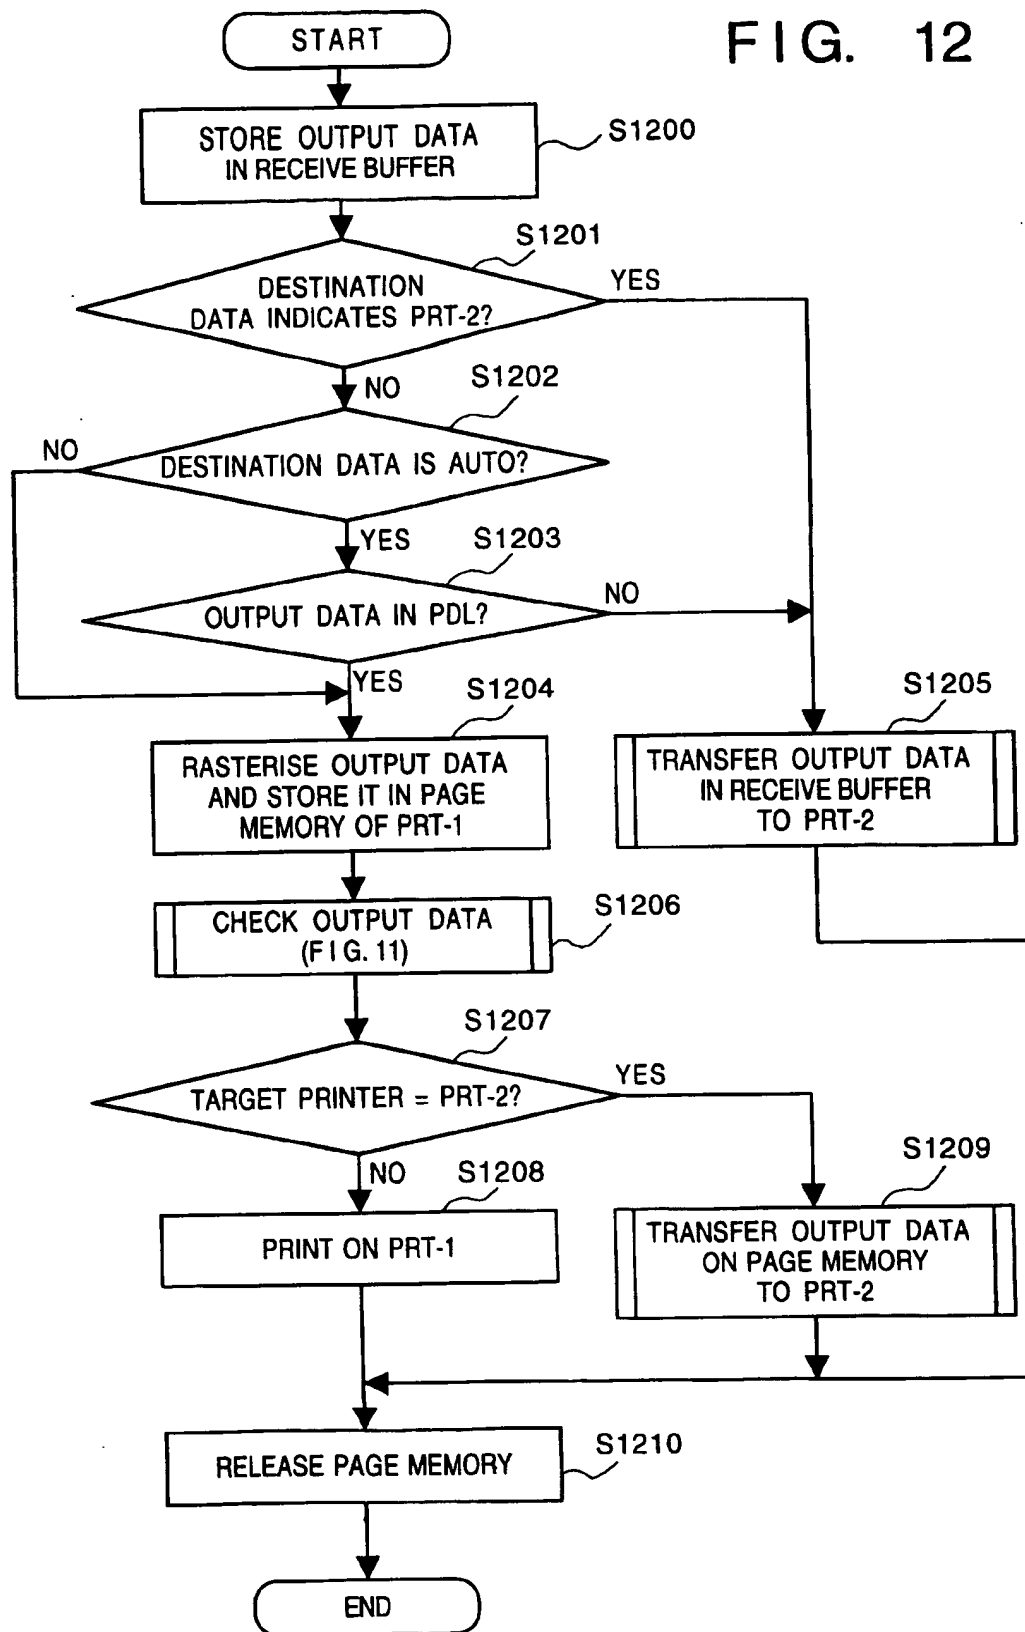 FIG. 12
START
STORE OUTPUT DATA
IN RECEIVE BUFFER
S1200
S1201
DESTINATION
DATA INDICATES PRT-2?
YES
NO
S1202
NO
DESTINATION DATA IS AUTO?
YES
S1203
OUTPUT DATA IN PDL?
NO
YES
S1204
RASTERISE OUTPUT DATA
AND STORE IT IN PAGE
MEMORY OF PRT-1
S1205
TRANSFER OUTPUT DATA
IN RECEIVE BUFFER
TO PRT-2
CHECK OUTPUT DATA
(FIG. 11)
S1206
S1207
TARGET PRINTER = PRT-2?
YES
NO
S1208
PRINT ON PRT-1
S1209
TRANSFER OUTPUT DATA
ON PAGE MEMORY
TO PRT-2
RELEASE PAGE MEMORY
S1210
END